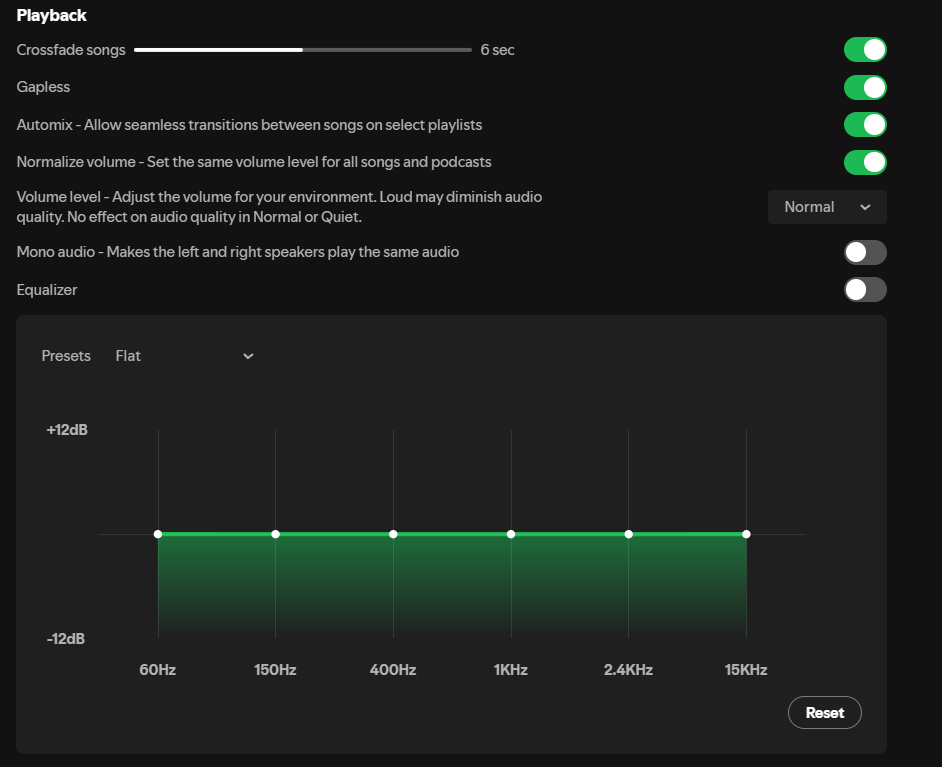 Playback
Crossfade songs 6 sec
Gapless
Automix - Allow seamless transitions between songs on select playlists
Normalize volume - Set the same volume level for all songs and podcasts
Volume level - Adjust the volume for your environment. Loud may diminish audio
quality. No effect on audio quality in Normal or Quiet.
Normal
Mono audio - Makes the left and right speakers play the same audio
Equalizer
Presets Flat
+12dB
-12dB
60Hz 150Hz 400Hz 1KHz 2.4KHz 15KHz
Reset